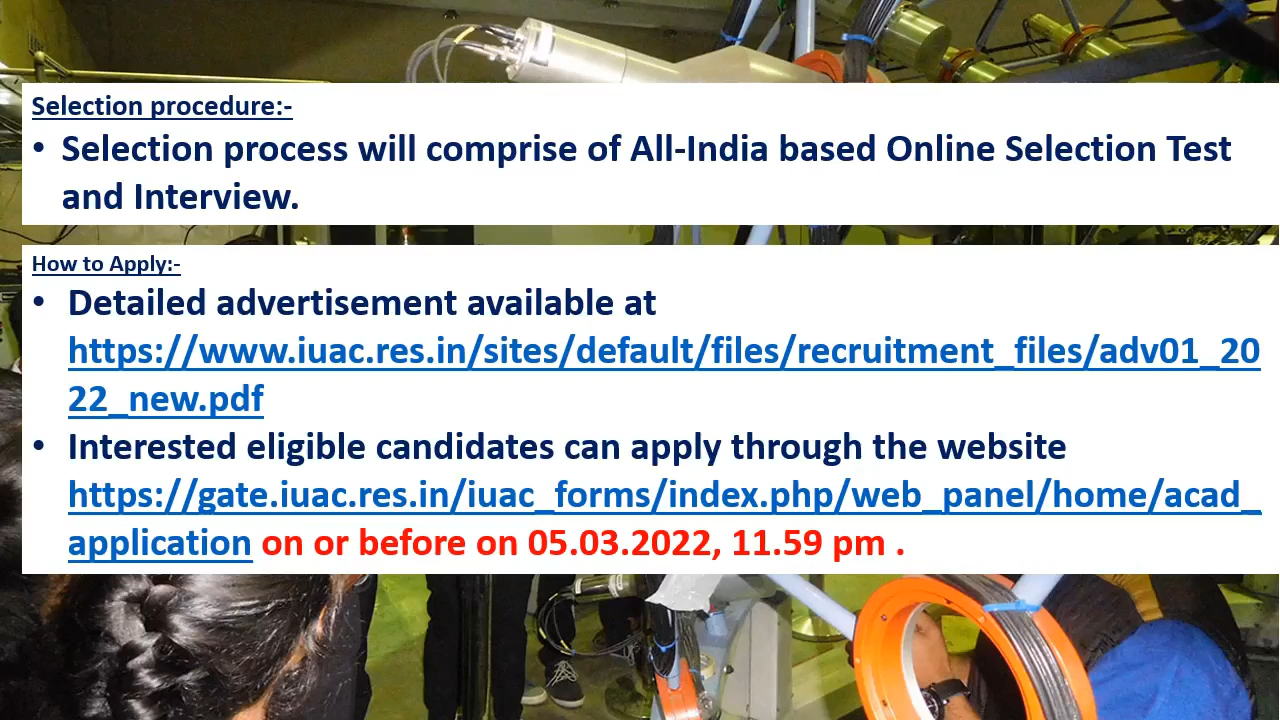 Selection procedure:-
• Selection process will comprise of All-India based Online Selection Test
and Interview.
How to Apply:-
• Detailed advertisement available at
https://www.iuac.res.in/sites/default/files/recruitment_files/adv01_20
22_new.pdf
• Interested eligible candidates can apply through the website
https://gate.iuac.res.in/iuac_forms/index.php/web_panel/home/acad_
application on or before on 05.03.2022, 11.59 pm .